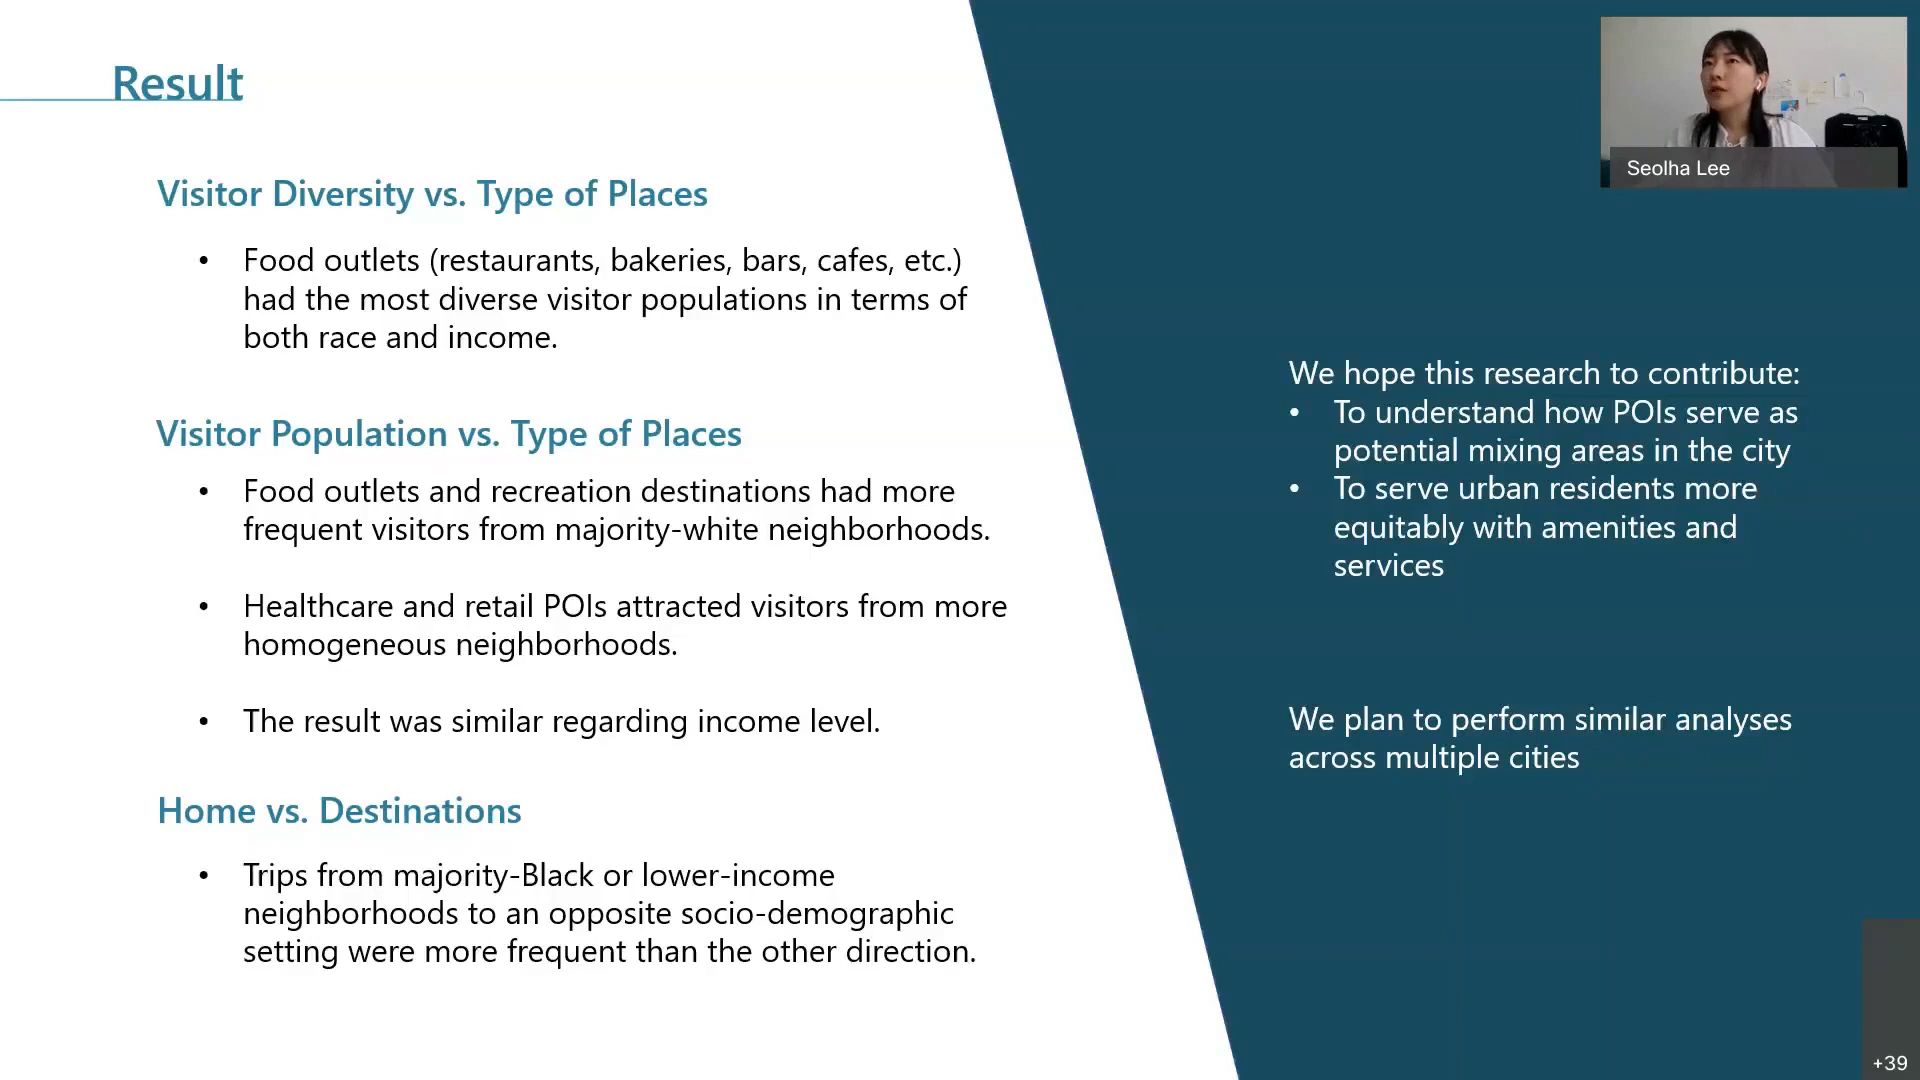 Result
Visitor Diversity vs. Type of Places
• Food outlets (restaurants, bakeries, bars, cafes, etc.)
had the most diverse visitor populations in terms of
both race and income.
Visitor Population vs. Type of Places
• Food outlets and recreation destinations had more
frequent visitors from majority-white neighborhoods.
• Healthcare and retail POIs attracted visitors from more
homogeneous neighborhoods.
• The result was similar regarding income level.
Home vs. Destinations
• Trips from majority-Black or lower-income
neighborhoods to an opposite socio-demographic
setting were more frequent than the other direction.
We hope this research to contribute:
• To understand how POIs serve as
potential mixing areas in the city
• To serve urban residents more
equitably with amenities and
services
We plan to perform similar analyses
across multiple cities
Seolha Lee
+39